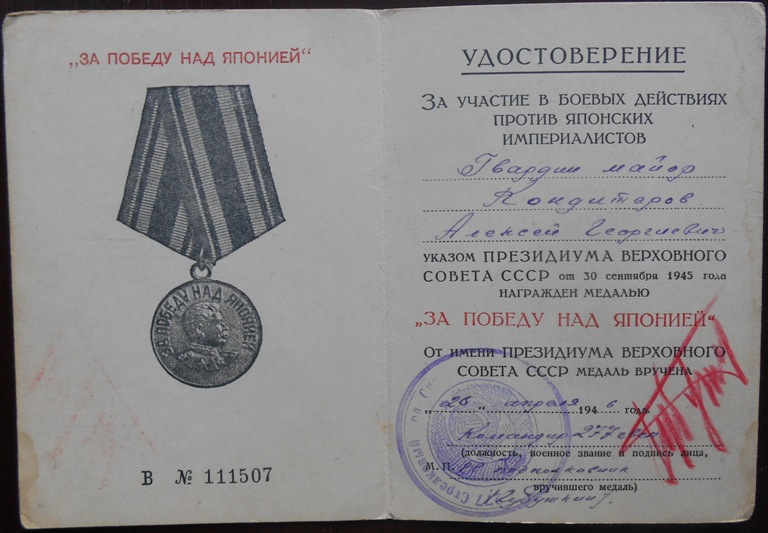 „ЗА ПОБЕДУ НАД ЯПОНИЕЙ“
ЗА ПОБЕДУ НАД ЯПОНИЕЙ
В № 111507
УДОСТОВЕРЕНИЕ
ЗА УЧАСТИЕ В БОЕВЫХ ДЕЙСТВИЯХ
ПРОТИВ ЯПОНСКИХ
ИМПЕРИАЛИСТОВ
Гвардии майор
Кондитеров
Алексей Георгиевич
УКАЗОМ ПРЕЗИДИУМА ВЕРХОВНОГО
СОВЕТА СССР от 30 сентября 1945 года
НАГРАЖДЕН МЕДАЛЬЮ
„ЗА ПОБЕДУ НАД ЯПОНИЕЙ“
ОТ ИМЕНИ ПРЕЗИДИУМА ВЕРХОВНОГО
СОВЕТА СССР МЕДАЛЬ ВРУЧЕНА
„26“ апреля 1946 года
Командир 277
(должность, военное звание и подпись лица,
М. П. подполковник
вручившего медаль)